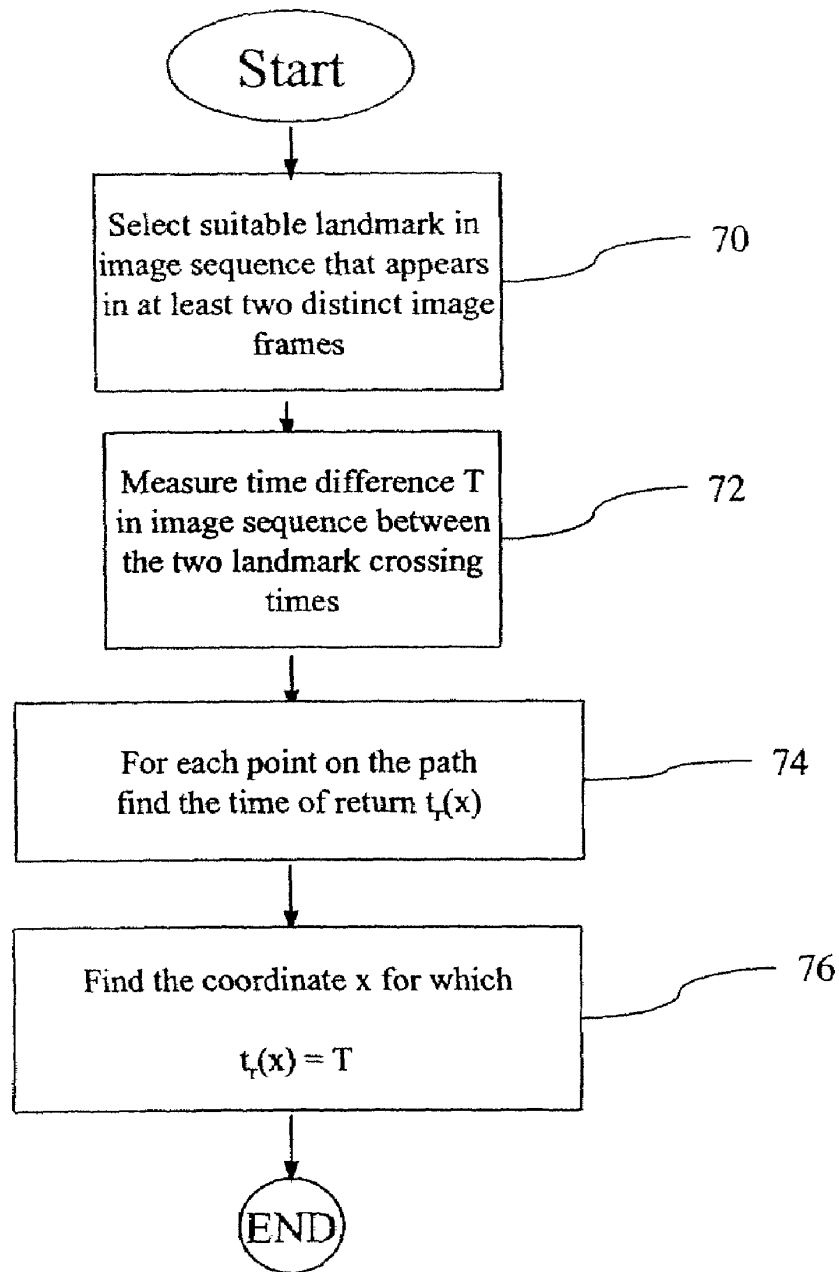 Start
Select suitable landmark in
image sequence that appears
in at least two distinct image
frames
70
Measure time difference T
in image sequence between
the two landmark crossing
times
72
For each point on the path
find the time of return tᵣ(x)
74
Find the coordinate x for which
tᵣ(x) = T
76
END